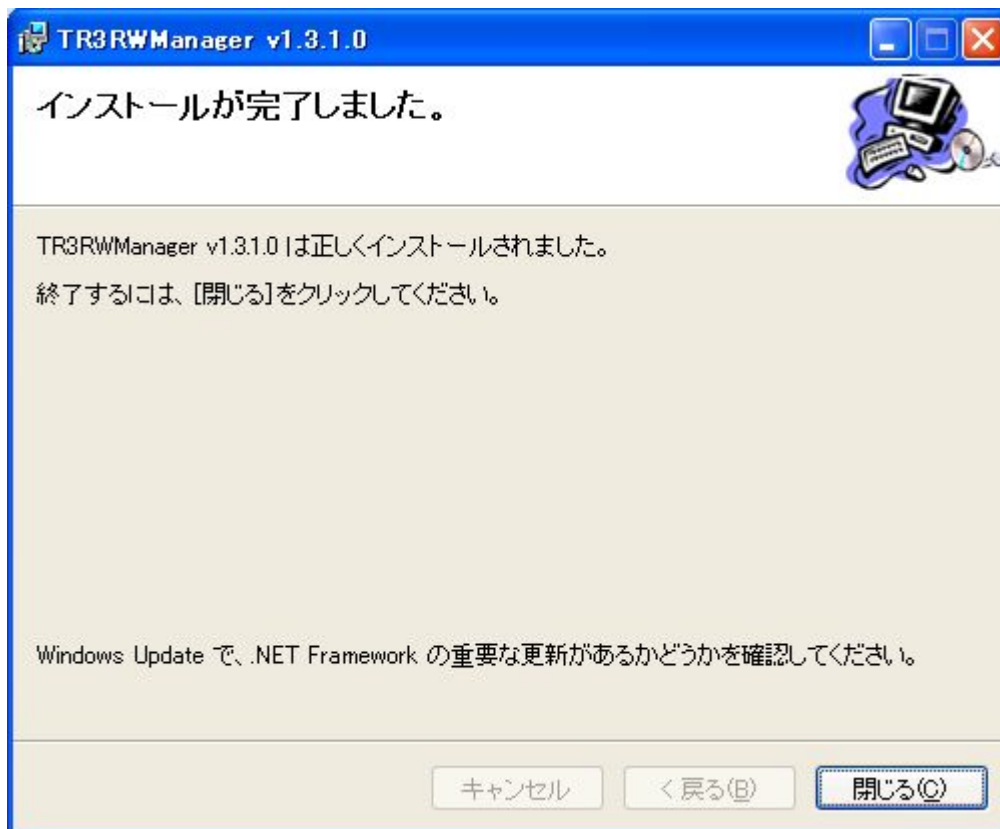 TR3RWManager v1.3.1.0
インストールが完了しました。
TR3RWManager v1.3.1.0 は正しくインストールされました。
終了するには、[閉じる]をクリックしてください。
Windows Update で、.NET Framework の重要な更新があるかどうかを確認してください。
キャンセル
< 戻る(B)
閉じる(C)